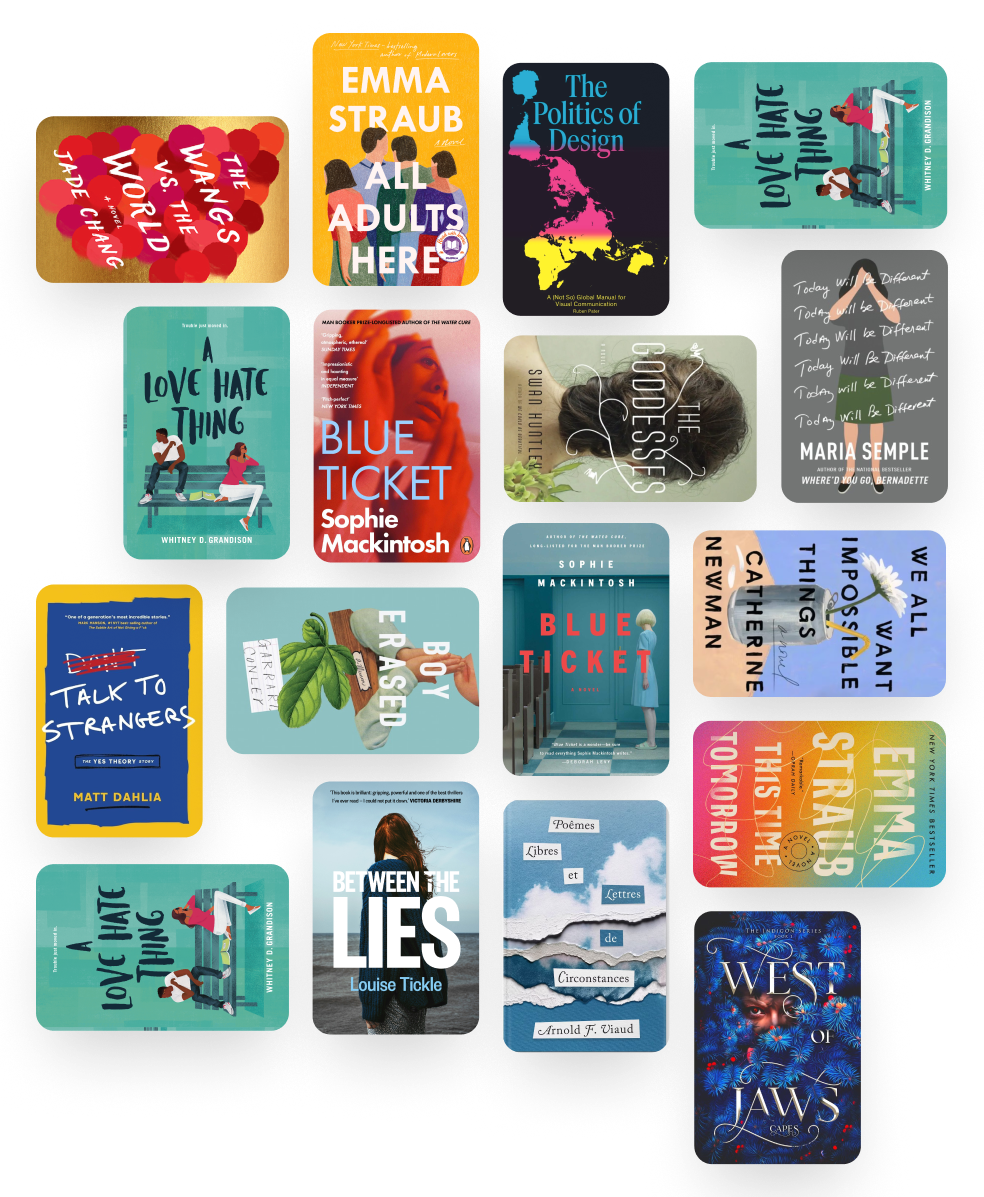 THE
WANGS
VS. THE
WORLD
A NOVEL
JADE CHANG
New York Times-bestselling
author of Modern Lovers
EMMA
STRAUB
A Novel
ALL
ADULTS
HERE
The
Politics of
Design
A (Not So) Global Manual for
Visual Communication
Ruben Pater
Trouble just moved in.
A
LOVE HATE
THING
WHITNEY D. GRANDISON
Trouble just moved in.
A
LOVE HATE
THING
WHITNEY D. GRANDISON
MAN BOOKER PRIZE-LONGLISTED AUTHOR OF THE WATER CURE
'Gripping,
atmospheric, ethereal'
SUNDAY TIMES
'Impressionistic
and haunting
in equal measure'
INDEPENDENT
'Pitch-perfect'
NEW YORK TIMES
BLUE
TICKET
Sophie
Mackintosh
THE
GODDESSES
SWAN HUNTLEY
Today Will Be Different
Today Will Be Different
Today Will Be Different
Today Will Be Different
Today Will Be Different
Today Will Be Different
MARIA SEMPLE
AUTHOR OF THE NATIONAL BESTSELLER
WHERE'D YOU GO, BERNADETTE
"One of a generation's most incredible stories."
DON'T
TALK TO
STRANGERS
THE YES THEORY STORY
MATT DAHLIA
BOY
ERASED
GARRARD
CONLEY
AUTHOR OF THE WATER CURE,
LONG-LISTED FOR THE MAN BOOKER PRIZE
SOPHIE
MACKINTOSH
BLUE
TICKET
A NOVEL
"Blue Ticket is a wonder—be sure
to read everything Sophie Mackintosh writes."
—DEBORAH LEVY
WE ALL
WANT
IMPOSSIBLE
THINGS
a novel
CATHERINE
NEWMAN
NEW YORK TIMES BESTSELLER
EMMA
STRAUB
"Remarkable."
—OPRAH DAILY
A NOVEL • A NOVEL
THIS TIME
TOMORROW
Trouble just moved in.
A
LOVE HATE
THING
WHITNEY D. GRANDISON
'This book is brilliant: gripping, powerful and one of the best thrillers
I've ever read – I could not put it down.' VICTORIA DERBYSHIRE
BETWEEN THE
LIES
Louise Tickle
Poêmes
Libres
et
Lettres
de
Circonstances
Arnold F. Viaud
THE INDIGON SERIES
WEST
OF
JAWS
CAPES